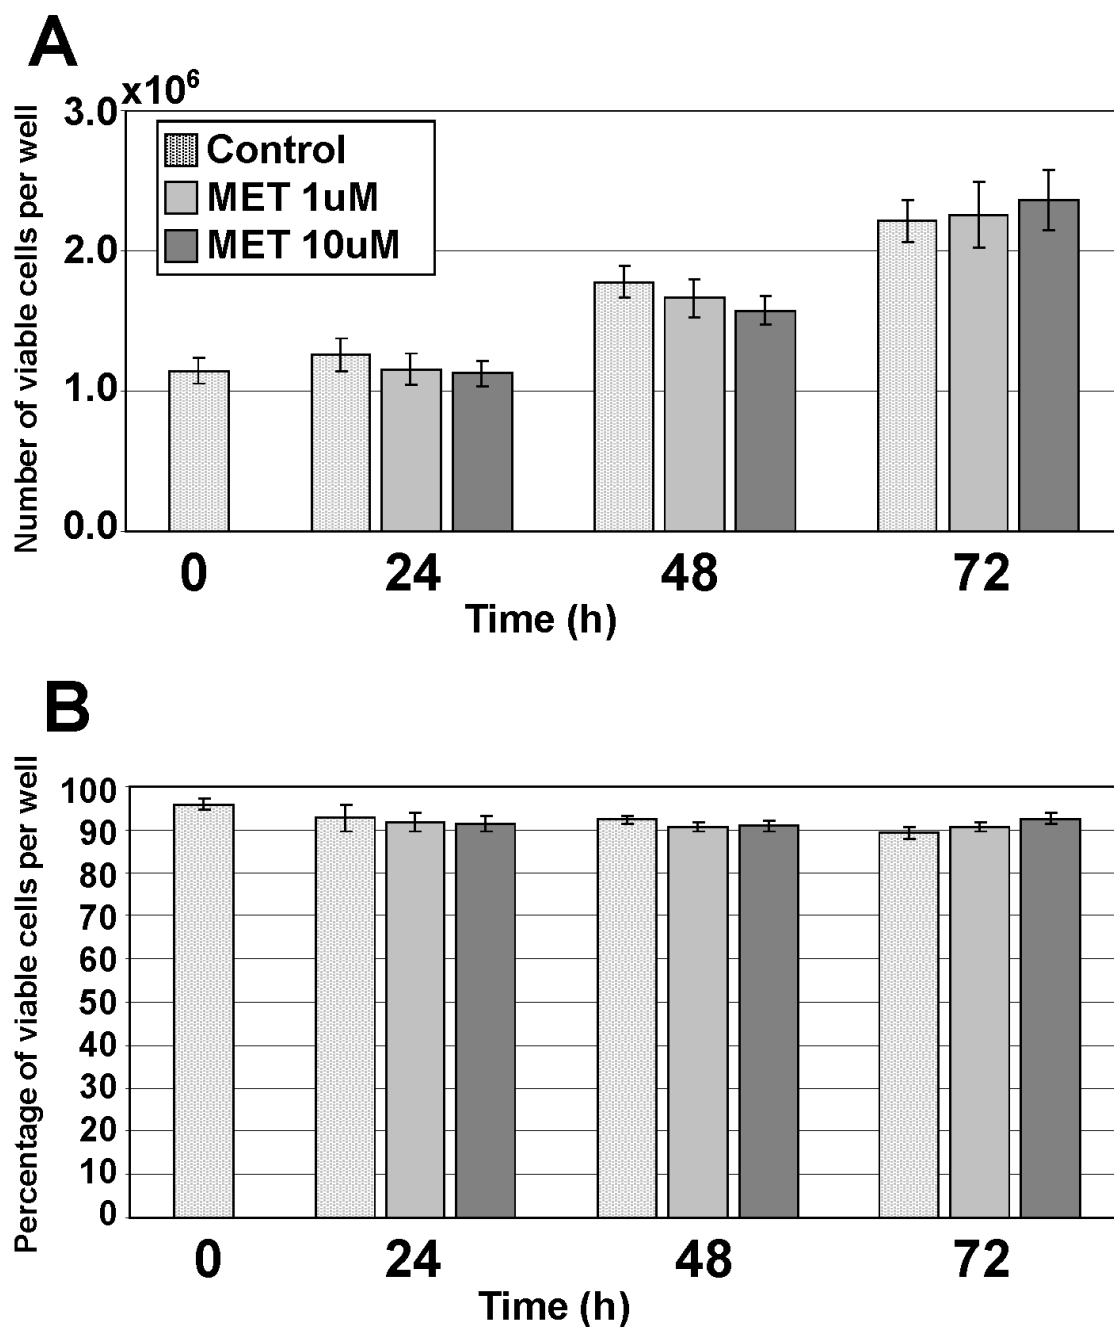 A
x10⁶
Number of viable cells per well
3.0
2.0
1.0
0.0
Control
MET 1uM
MET 10uM
0 24 48 72
Time (h)
B
Percentage of viable cells per well
100
90
80
70
60
50
40
30
20
10
0
0 24 48 72
Time (h)